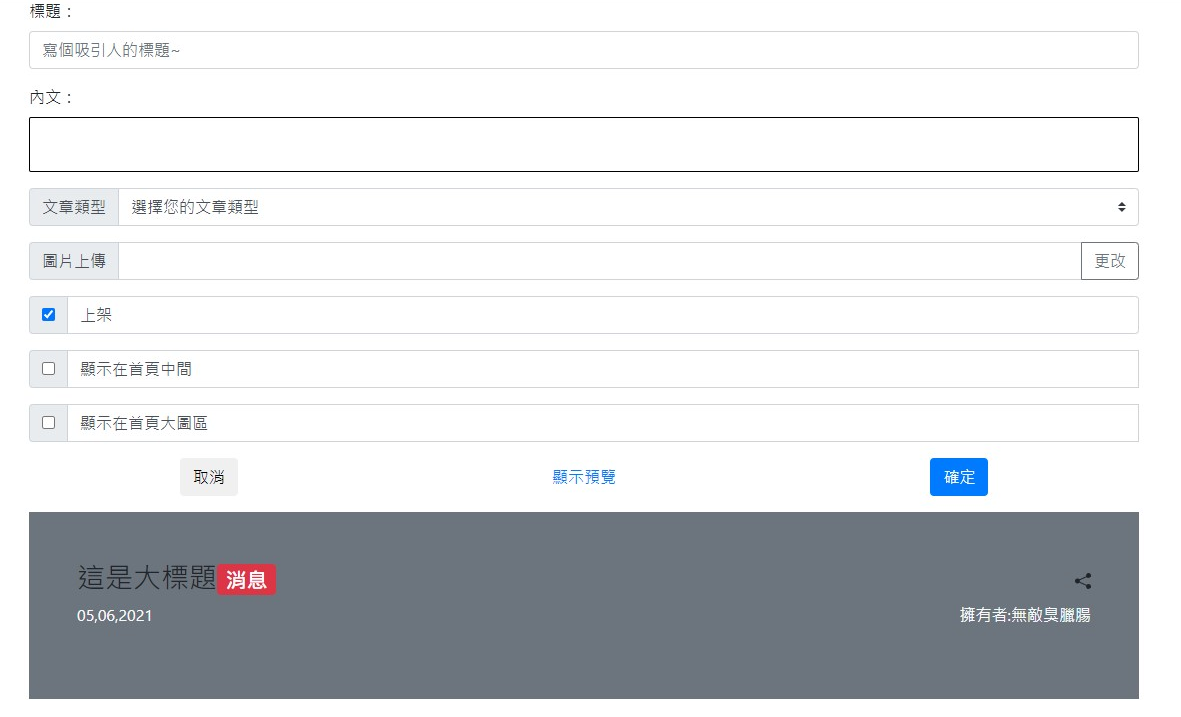 標題：
寫個吸引人的標題~
內文：
文章類型 選擇您的文章類型
圖片上傳 更改
上架
顯示在首頁中間
顯示在首頁大圖區
取消 顯示預覽 確定
這是大標題 消息
05,06,2021 擁有者:無敵臭臘腸